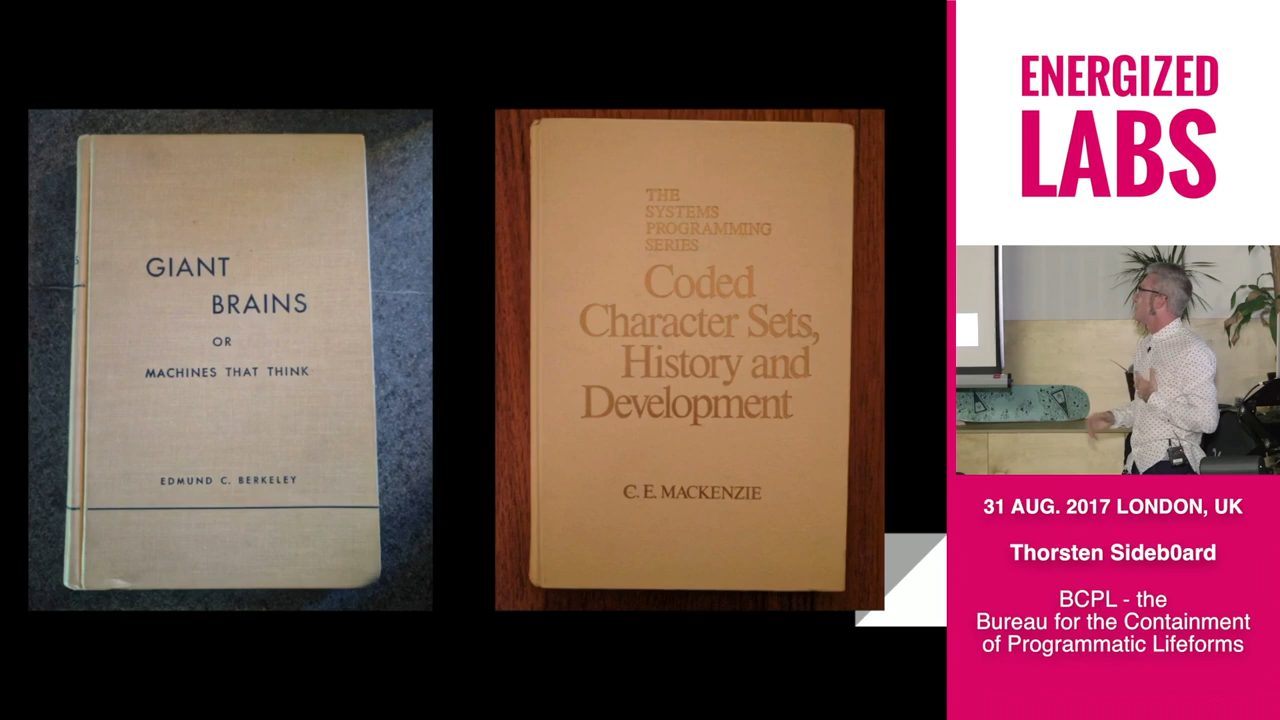 GIANT
BRAINS
OR
MACHINES THAT THINK
EDMUND C. BERKELEY
THE
SYSTEMS
PROGRAMMING
SERIES
Coded
Character Sets,
History and
Development
C. E. MACKENZIE
ENERGIZED
LABS
31 AUG. 2017 LONDON, UK
Thorsten Sideb0ard
BCPL - the
Bureau for the Containment
of Programmatic Lifeforms